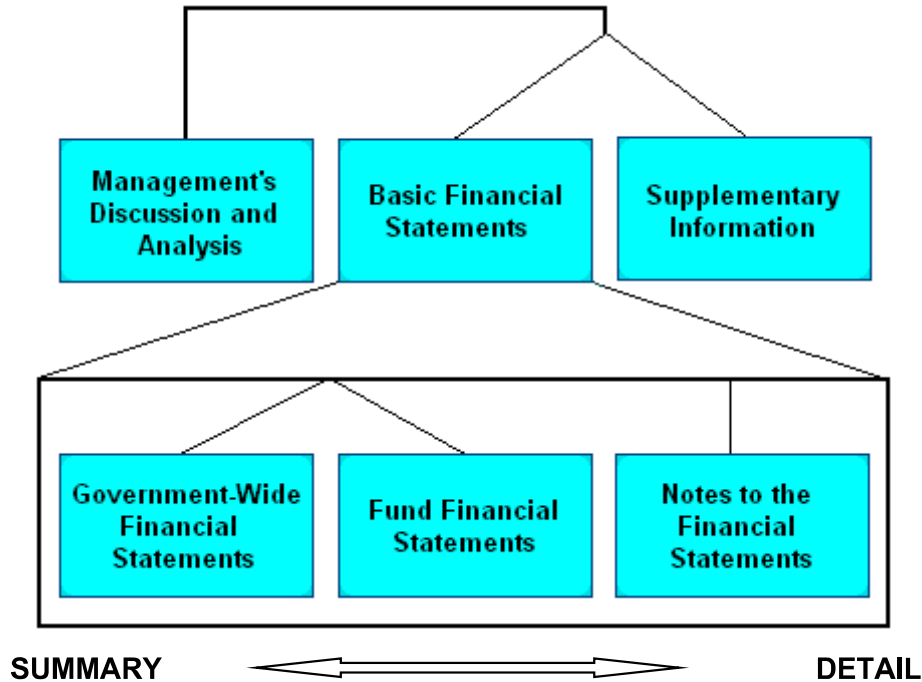 Management's
Discussion and
Analysis
Basic Financial
Statements
Supplementary
Information
Government-Wide
Financial
Statements
Fund Financial
Statements
Notes to the
Financial
Statements
SUMMARY
DETAIL